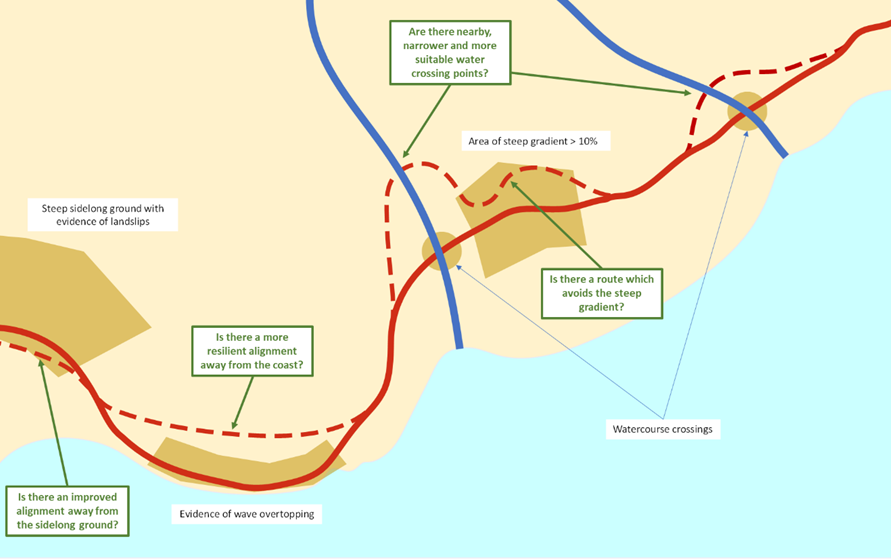 Are there nearby,
narrower and more
suitable water
crossing points?
Area of steep gradient > 10%
Steep sidelong ground with
evidence of landslips
Is there a route which
avoids the steep
gradient?
Is there a more
resilient alignment
away from the coast?
Watercourse crossings
Is there an improved
alignment away from
the sidelong ground?
Evidence of wave overtopping